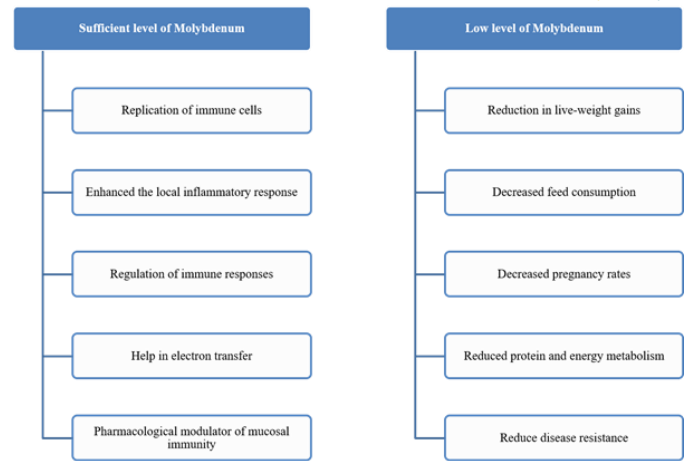 Sufficient level of Molybdenum
Replication of immune cells
Enhanced the local inflammatory response
Regulation of immune responses
Help in electron transfer
Pharmacological modulator of mucosal
immunity
Low level of Molybdenum
Reduction in live-weight gains
Decreased feed consumption
Decreased pregnancy rates
Reduced protein and energy metabolism
Reduce disease resistance